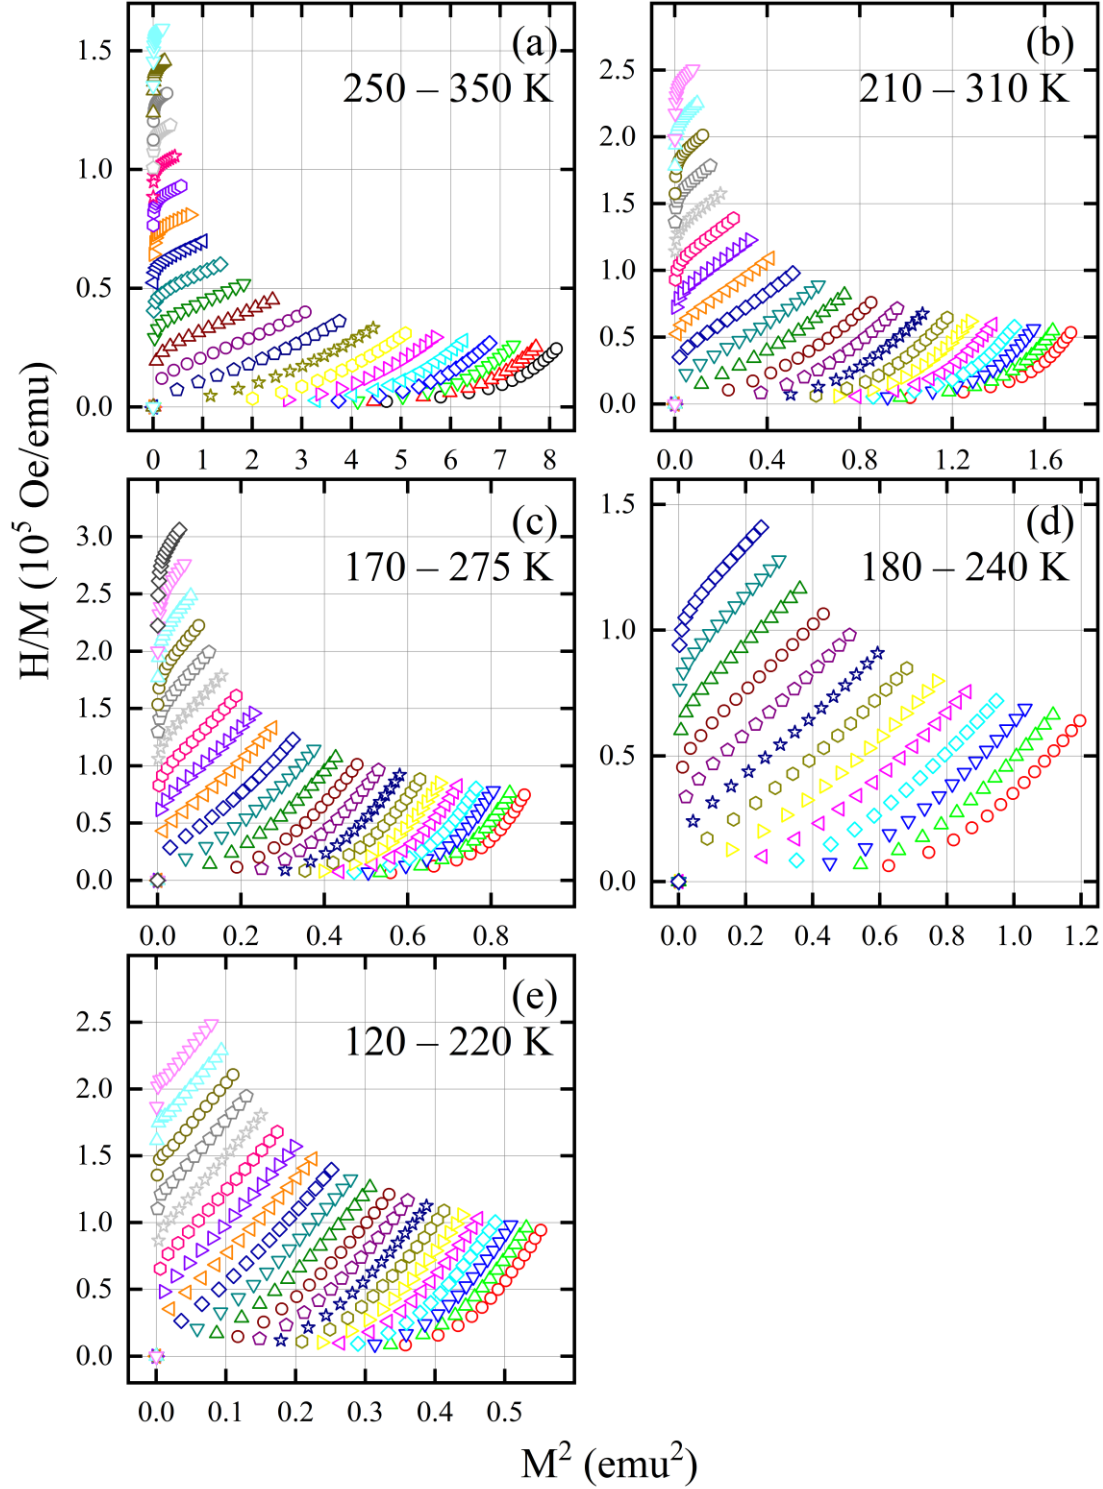 H/M (10⁵ Oe/emu)
(a)
250 – 350 K
1.5
1.0
0.5
0.0
0 1 2 3 4 5 6 7 8
(b)
210 – 310 K
2.5
2.0
1.5
1.0
0.5
0.0
0.0 0.4 0.8 1.2 1.6
(c)
170 – 275 K
3.0
2.5
2.0
1.5
1.0
0.5
0.0
0.0 0.2 0.4 0.6 0.8
(d)
180 – 240 K
1.5
1.0
0.5
0.0
0.0 0.2 0.4 0.6 0.8 1.0 1.2
(e)
120 – 220 K
2.5
2.0
1.5
1.0
0.5
0.0
0.0 0.1 0.2 0.3 0.4 0.5
M² (emu²)